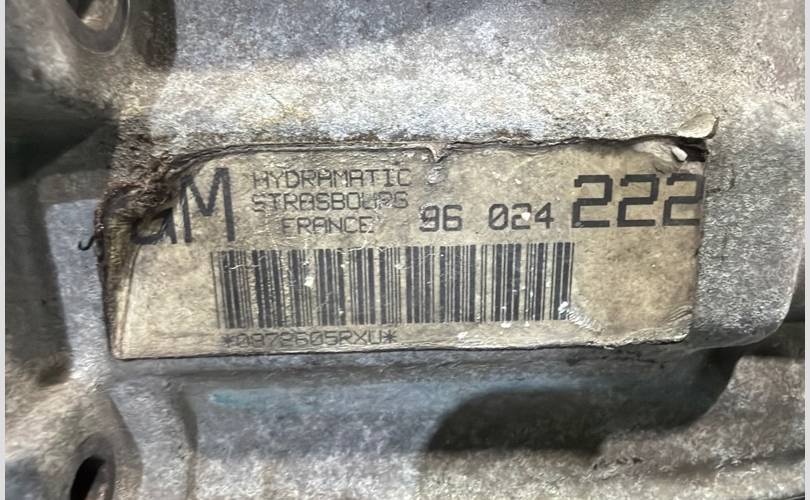 GM HYDRAMATIC
STRASBOURG
FRANCE 96 024 222
*0872605RXU*